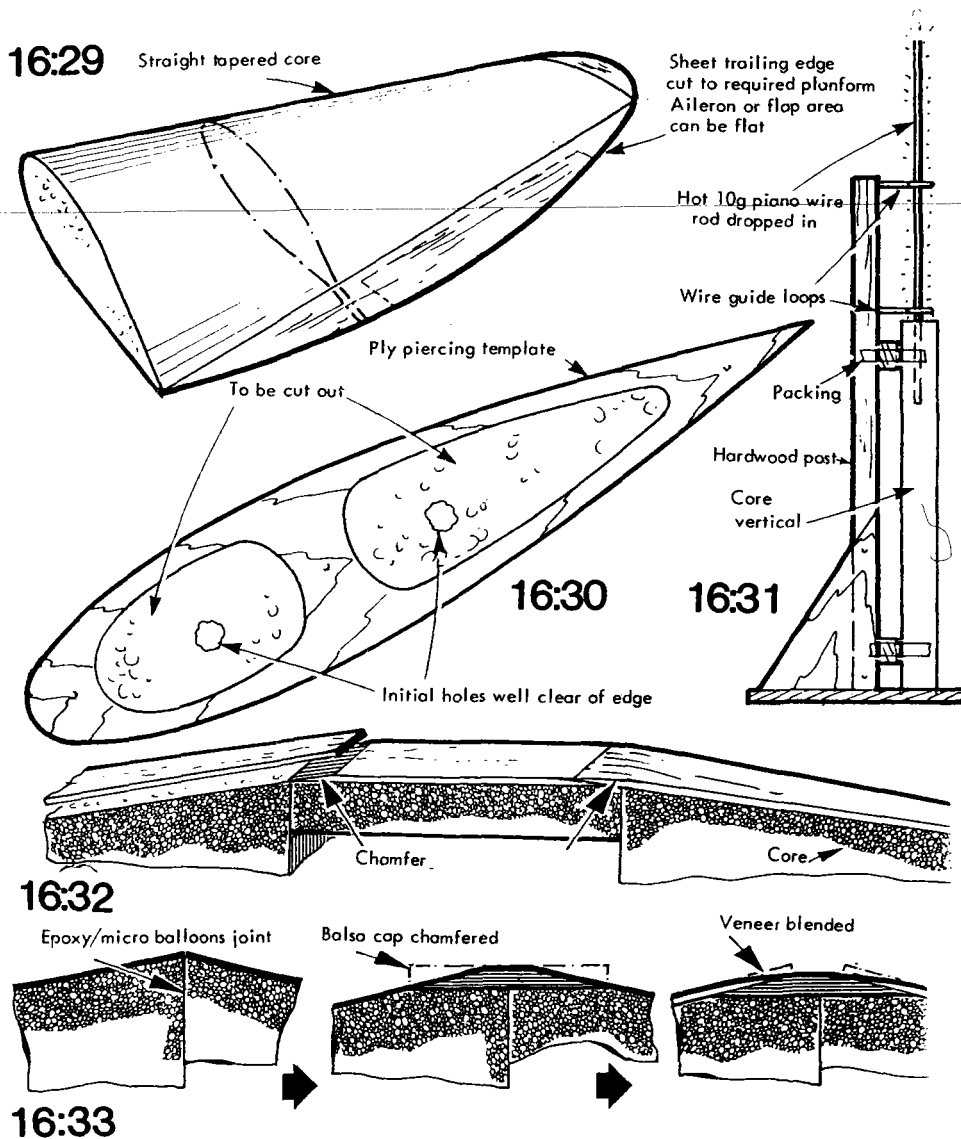 16:29
Straight tapered core
Sheet trailing edge
cut to required planform
Aileron or flap area
can be flat
Hot 10g piano wire
rod dropped in
Wire guide loops
Ply piercing template
To be cut out
Packing
Hardwood post
Core
vertical
16:30
16:31
Initial holes well clear of edge
Chamfer
Core
16:32
Epoxy/micro balloons joint
Balsa cap chamfered
Veneer blended
16:33